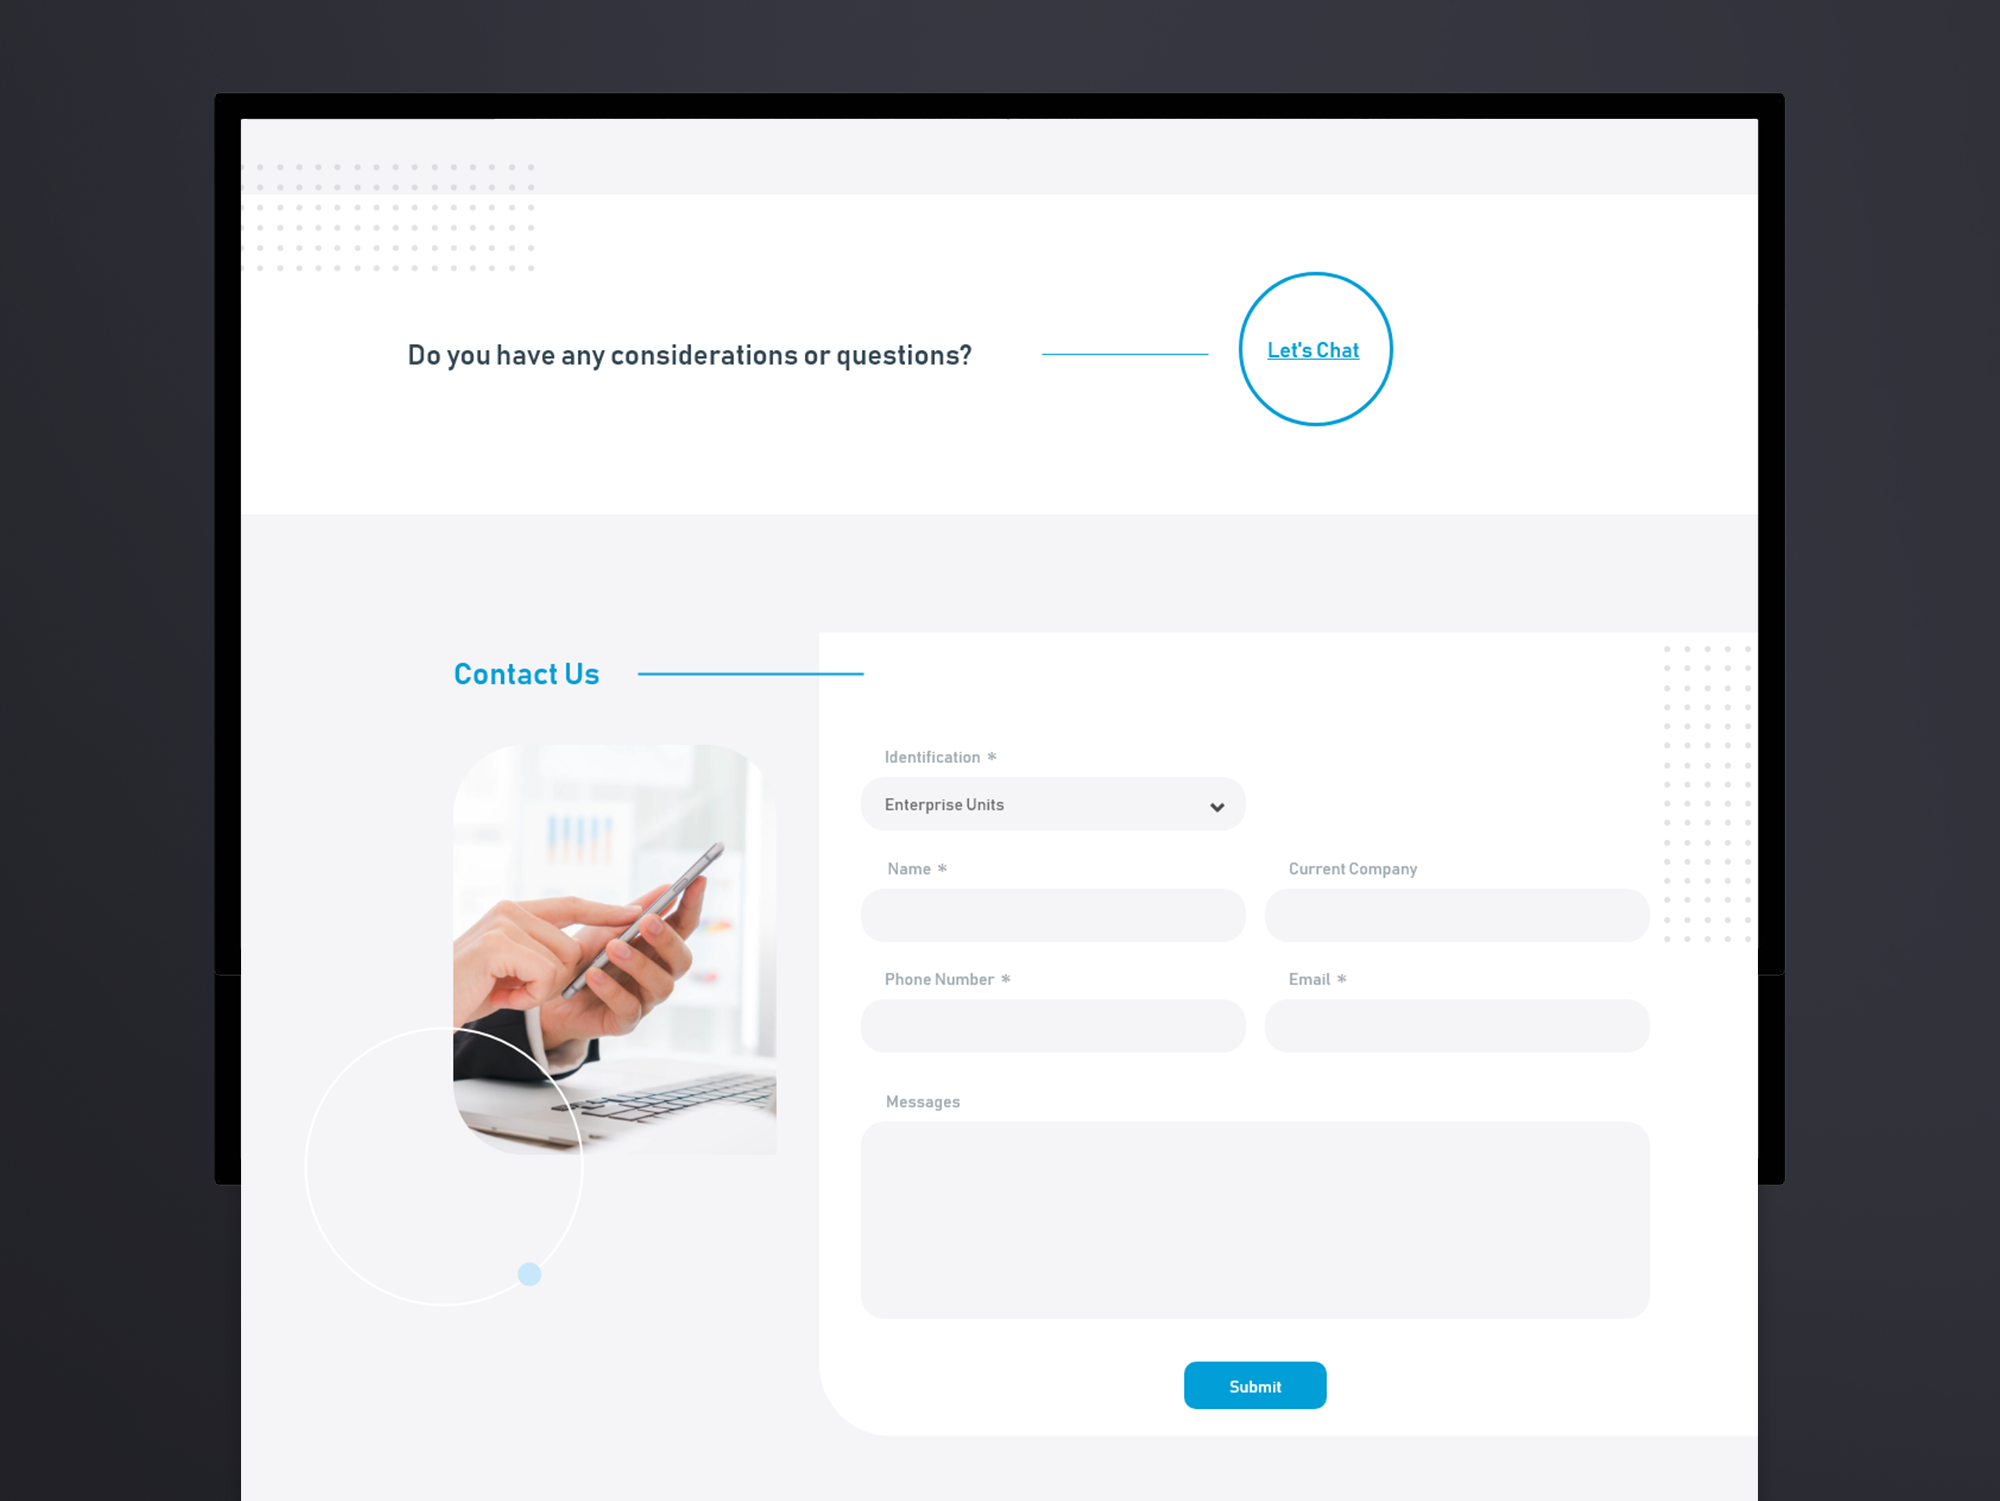 Do you have any considerations or questions?
Let's Chat
Contact Us
Identification *
Enterprise Units
Name *
Current Company
Phone Number *
Email *
Messages
Submit